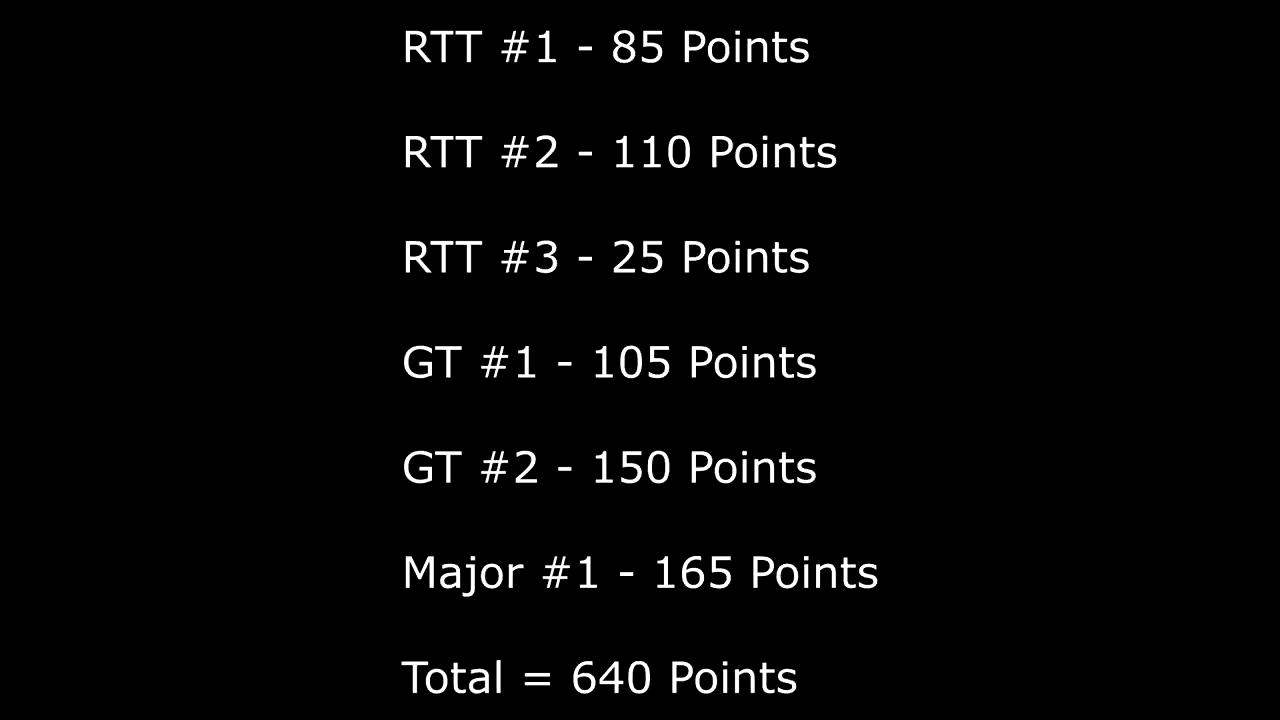 RTT #1 - 85 Points
RTT #2 - 110 Points
RTT #3 - 25 Points
GT #1 - 105 Points
GT #2 - 150 Points
Major #1 - 165 Points
Total = 640 Points